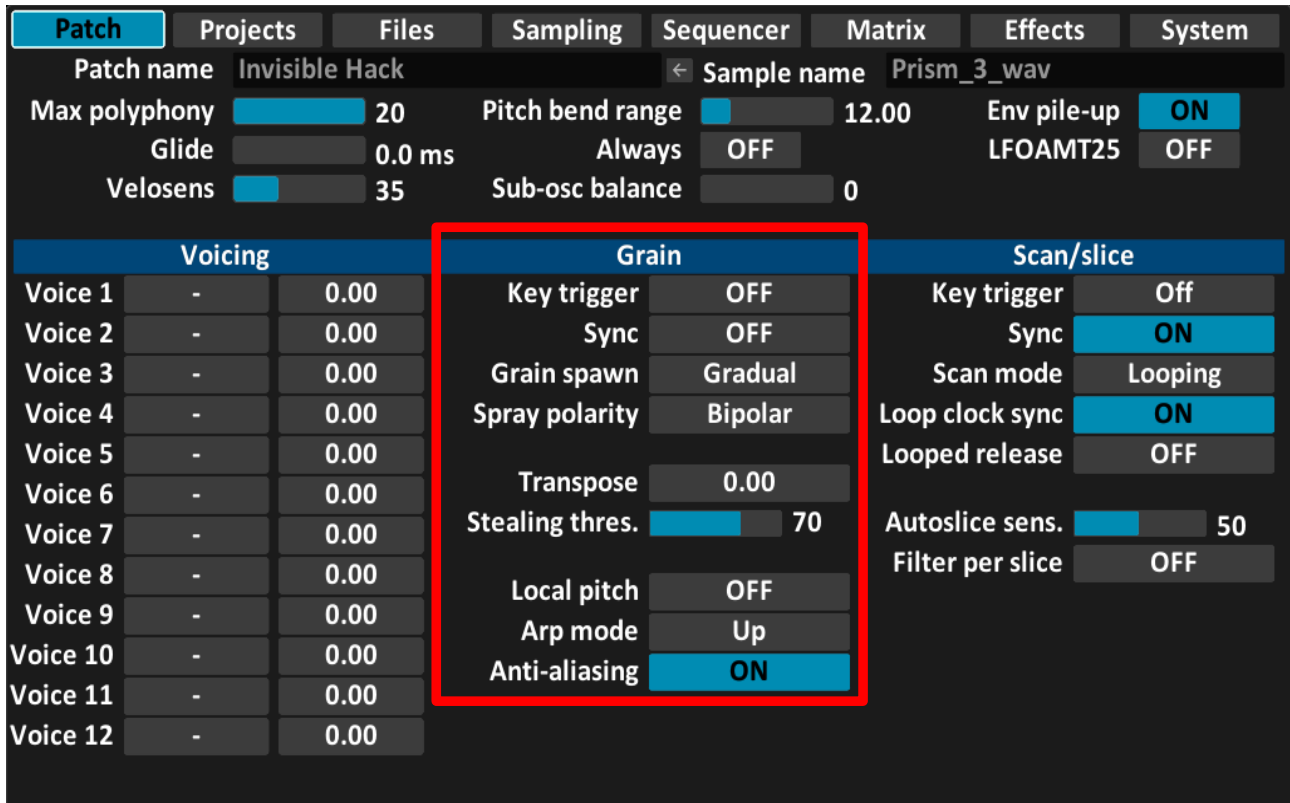 Patch Projects Files Sampling Sequencer Matrix Effects System
Patch name Invisible Hack ← Sample name Prism_3_wav
Max polyphony 20 Pitch bend range 12.00 Env pile-up ON
Glide 0.0 ms Always OFF LFOAMT25 OFF
Velosens 35 Sub-osc balance 0
Voicing
Voice 1 - 0.00
Voice 2 - 0.00
Voice 3 - 0.00
Voice 4 - 0.00
Voice 5 - 0.00
Voice 6 - 0.00
Voice 7 - 0.00
Voice 8 - 0.00
Voice 9 - 0.00
Voice 10 - 0.00
Voice 11 - 0.00
Voice 12 - 0.00
Grain
Key trigger OFF
Sync OFF
Grain spawn Gradual
Spray polarity Bipolar
Transpose 0.00
Stealing thres. 70
Local pitch OFF
Arp mode Up
Anti-aliasing ON
Scan/slice
Key trigger Off
Sync ON
Scan mode Looping
Loop clock sync ON
Looped release OFF
Autoslice sens. 50
Filter per slice OFF